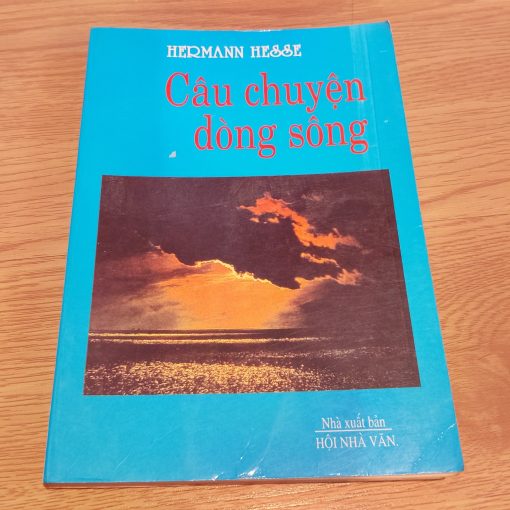 HERMANN HESSE
Câu chuyện
dòng sông
Nhà xuất bản
HỘI NHÀ VĂN.